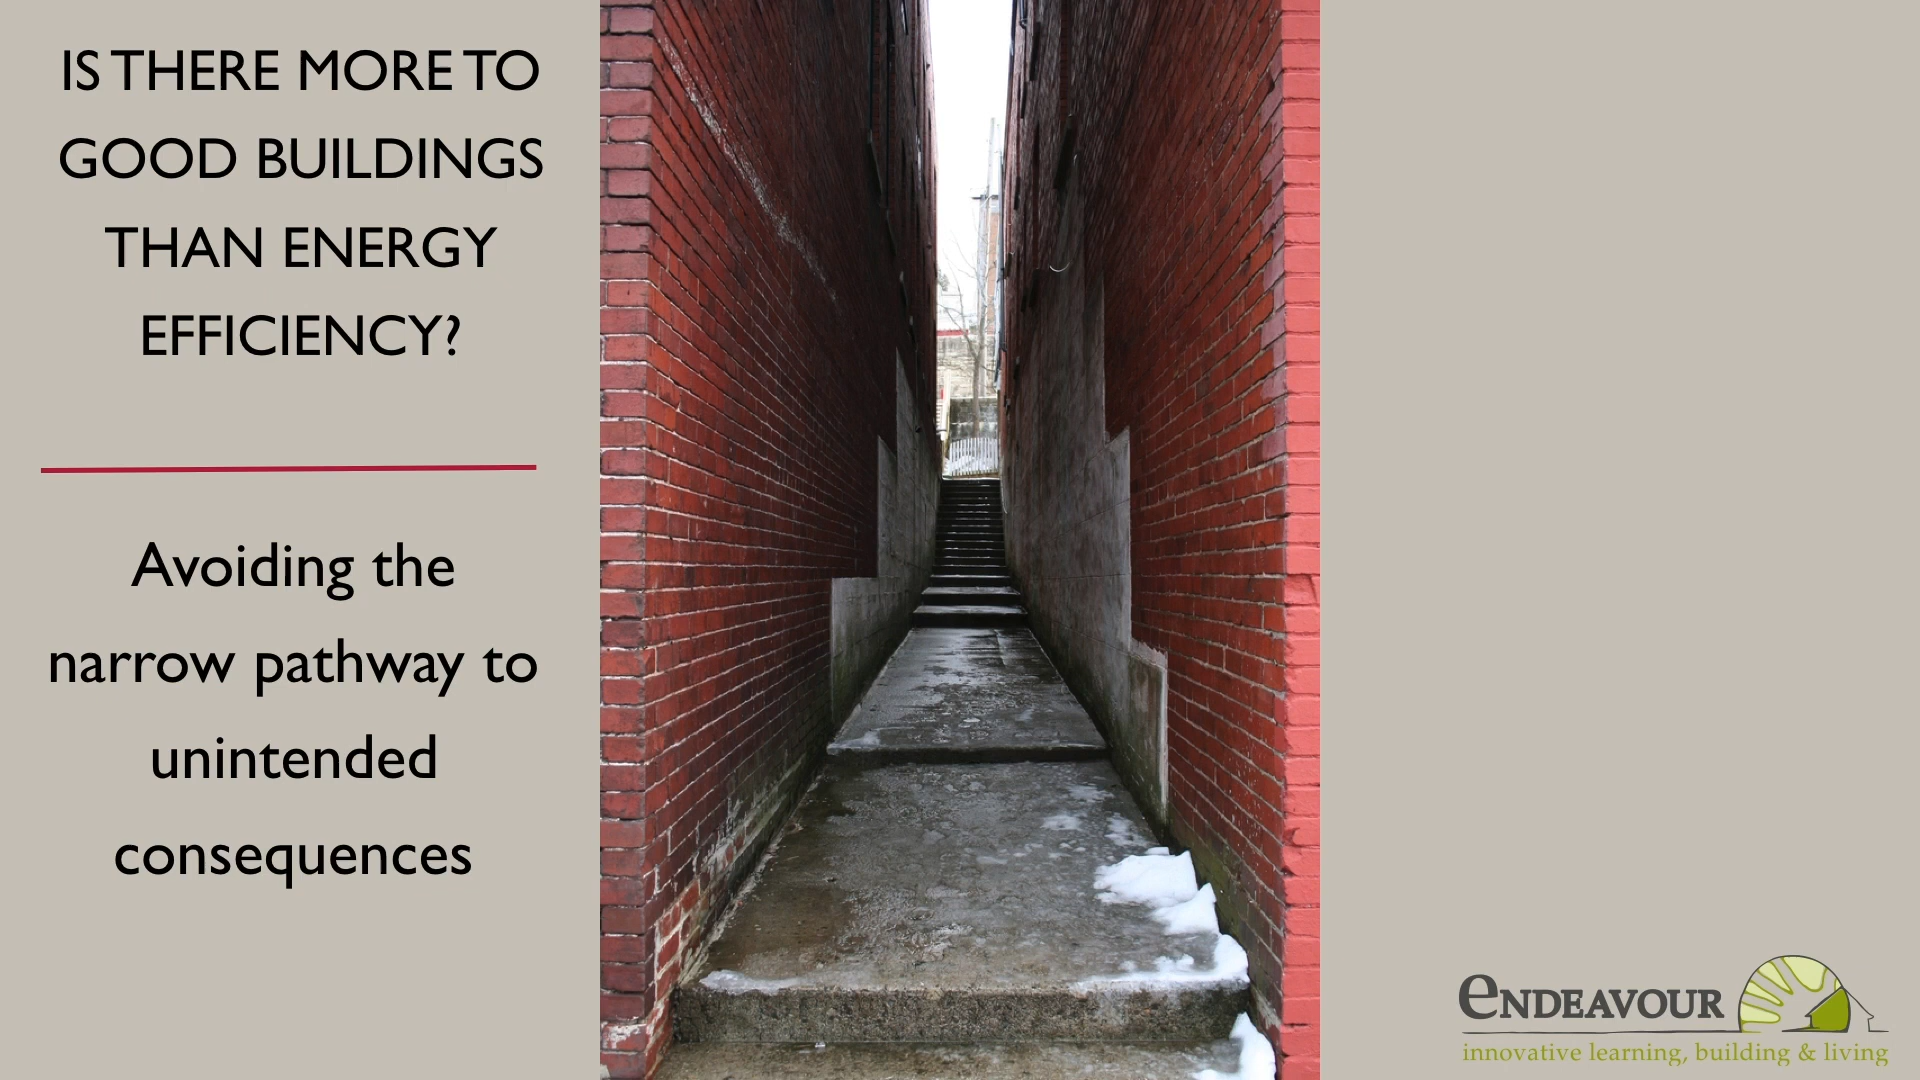 IS THERE MORE TO
GOOD BUILDINGS
THAN ENERGY
EFFICIENCY?
Avoiding the
narrow pathway to
unintended
consequences
eNDEAVOUR
innovative learning, building & living